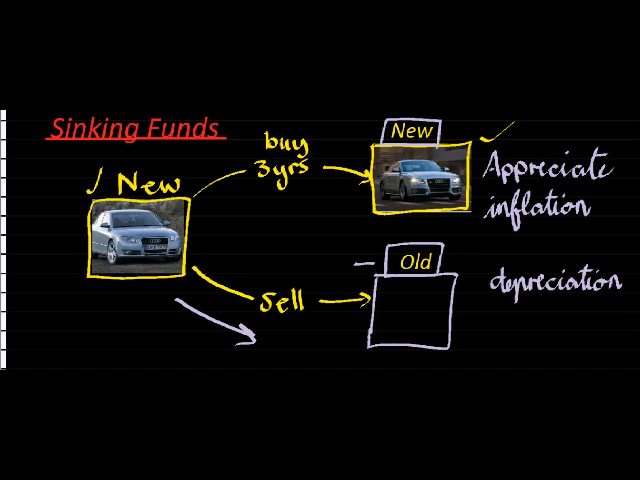 Sinking Funds
buy
3yrs
New
New
Appreciate
inflation
Old
sell
depreciation